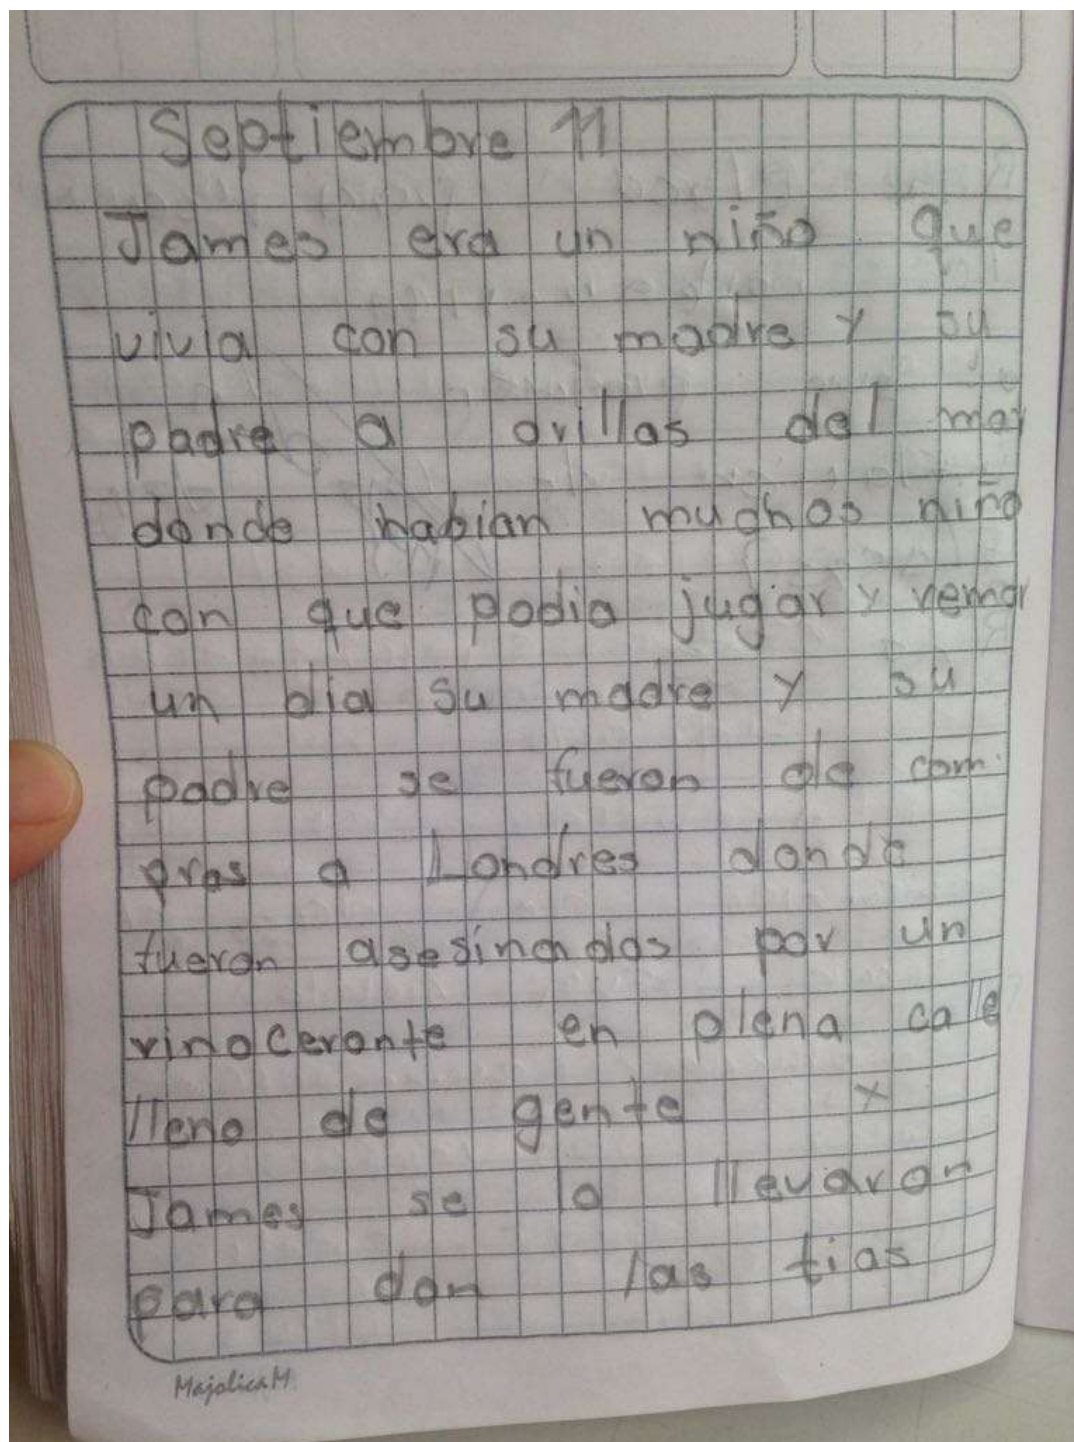 Septiembre 11
James era un niño que
vivia con su madre y su
padre a orillas del mar
donde habian muchos niño
con que podia jugar y remar
un dia su madre y su
padre se fueron de com
pras a Londres donde
fueron asesinados por un
rinoceronte en plena calle
lleno de gente y
James se lo llevaron
para don las tias
MajolicaM